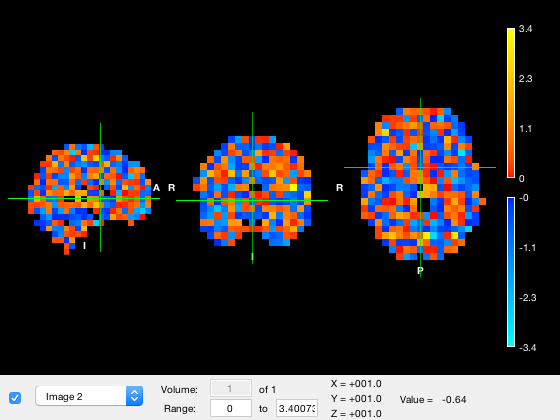 3.4
2.3
1.1
0
-0
-1.1
-2.3
-3.4
A R R
I I
P
Image 2
Volume: 1 of 1
Range: 0 to 3.40073
X = +001.0
Y = +001.0
Z = +001.0
Value = -0.64